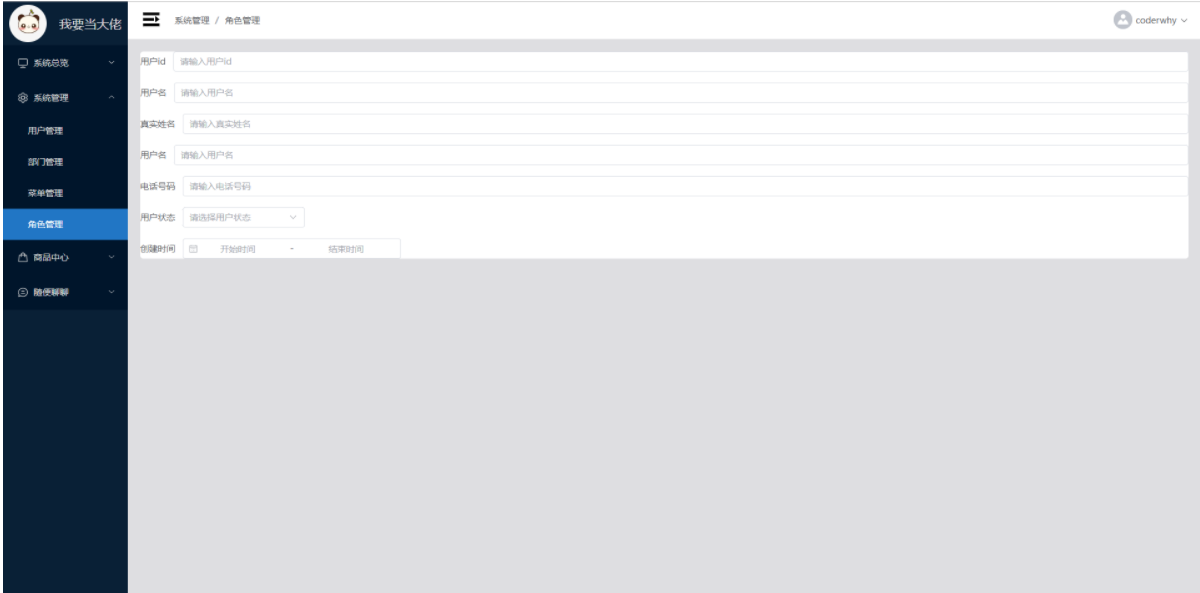 我要当大佬
系统管理 / 角色管理
coderwhy
系统总览
系统管理
用户管理
部门管理
菜单管理
角色管理
商品中心
随便聊聊
用户id 请输入用户id
用户名 请输入用户名
真实姓名 请输入真实姓名
用户名 请输入用户名
电话号码 请输入电话号码
用户状态 请选择用户状态
创建时间 开始时间 - 结束时间